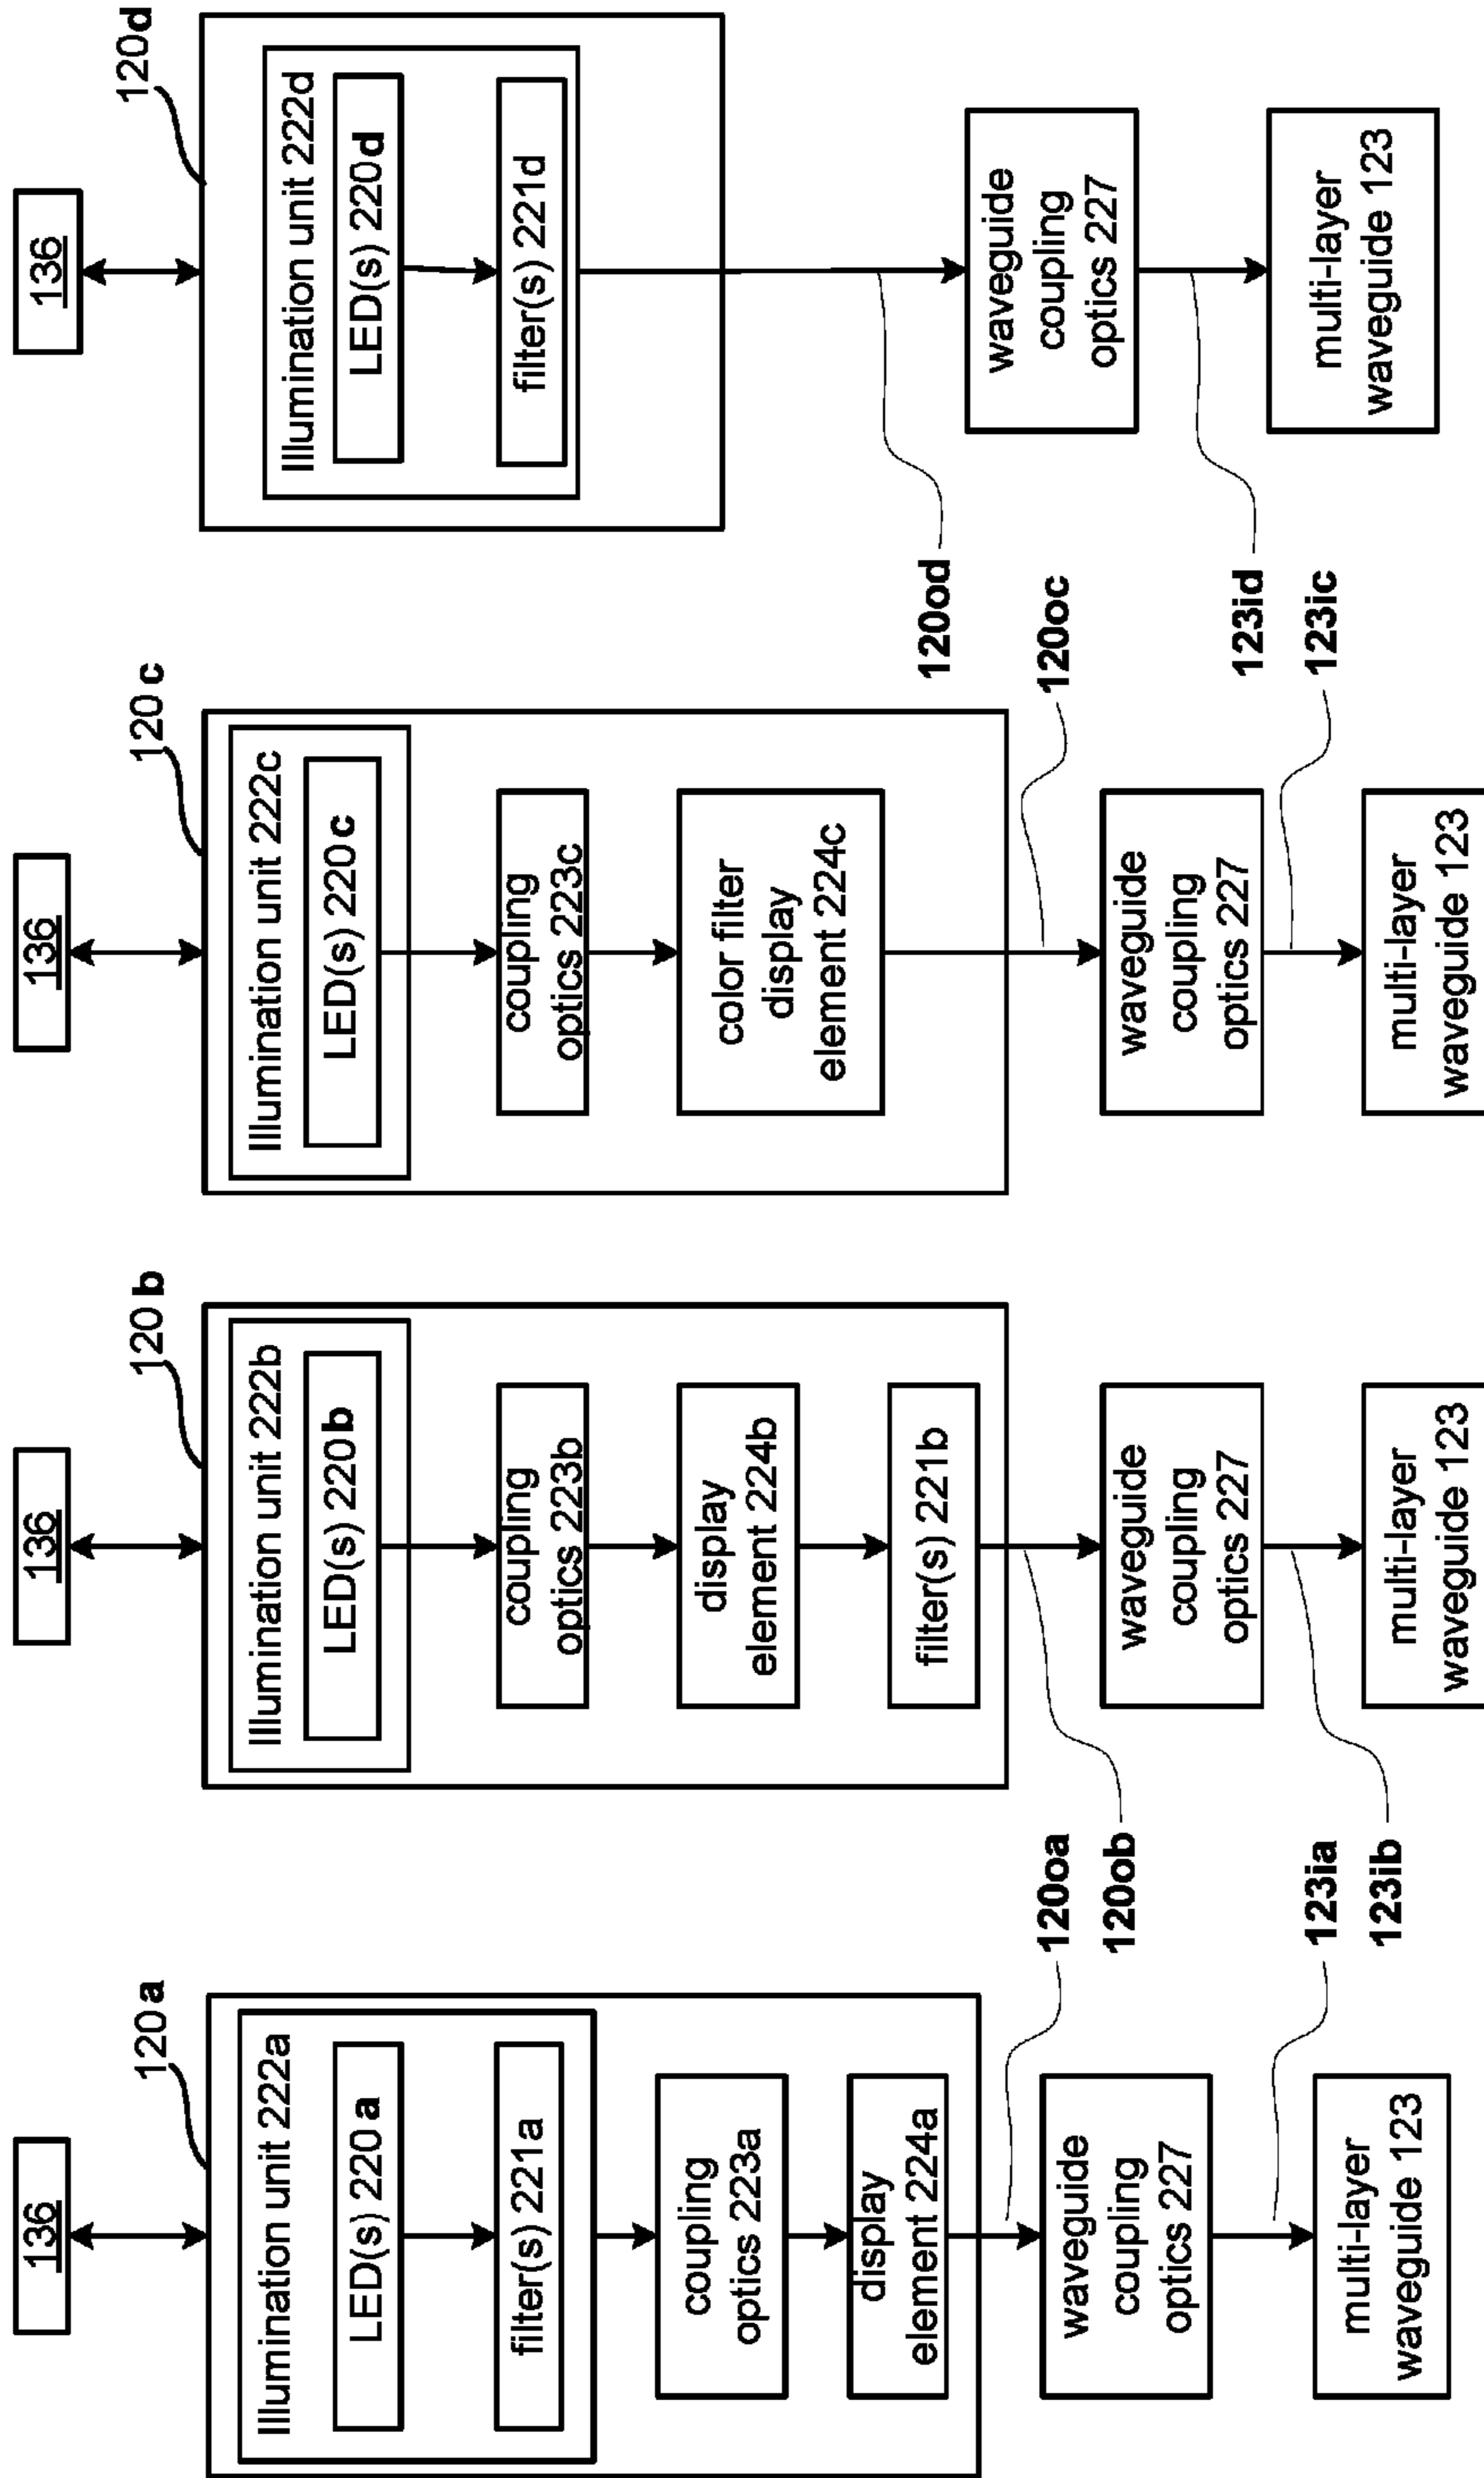 136
120a
Illumination unit 222a
LED(s) 220a
filter(s) 221a
coupling
optics 223a
display
element 224a
120oa
waveguide
coupling
optics 227
123ia
multi-layer
waveguide 123
136
120b
Illumination unit 222b
LED(s) 220b
coupling
optics 223b
display
element 224b
filter(s) 221b
120ob
waveguide
coupling
optics 227
123ib
multi-layer
waveguide 123
136
120c
Illumination unit 222c
LED(s) 220c
coupling
optics 223c
color filter
display
element 224c
120oc
waveguide
coupling
optics 227
123ic
multi-layer
waveguide 123
136
120d
Illumination unit 222d
LED(s) 220d
filter(s) 221d
120od
waveguide
coupling
optics 227
123id
multi-layer
waveguide 123